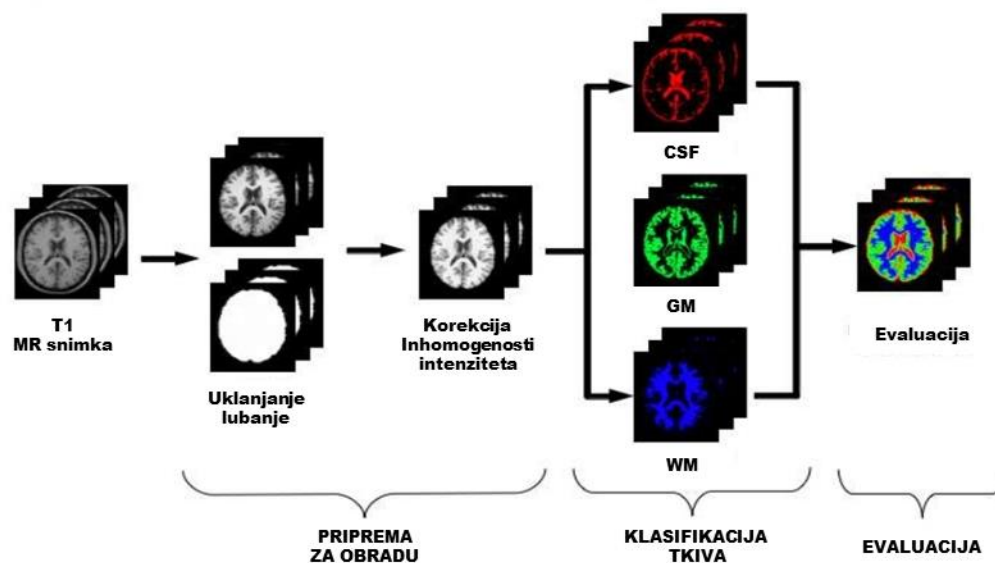 T1
MR snimka
Uklanjanje
lubanje
Korekcija
Inhomogenosti
intenziteta
CSF
GM
WM
Evaluacija
PRIPREMA
ZA OBRADU
KLASIFIKACIJA
TKIVA
EVALUACIJA